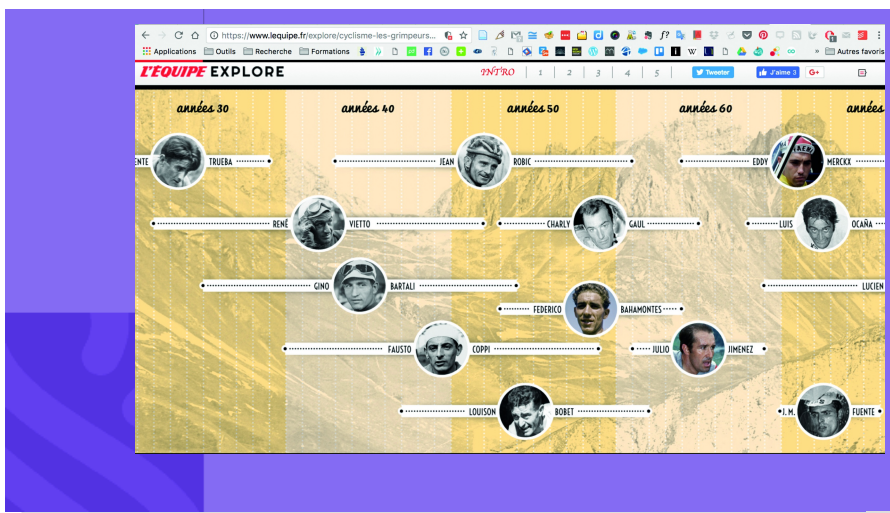 https://www.lequipe.fr/explore/cyclisme-les-grimpeurs...
Applications Outils Recherche Formations » Autres favoris
L'ÉQUIPE EXPLORE INTRO 1 2 3 4 5 Tweeter J'aime 3 G+
années 30 années 40 années 50 années 60 années
ENTE TRUEBA JEAN ROBIC EDDY MERCKX
RENÉ VIETTO CHARLY GAUL LUIS OCAÑA
GINO BARTALI LUCIEN
FEDERICO BAHAMONTES
FAUSTO COPPI JULIO JIMENEZ
LOUISON BOBET J.M. FUENTE